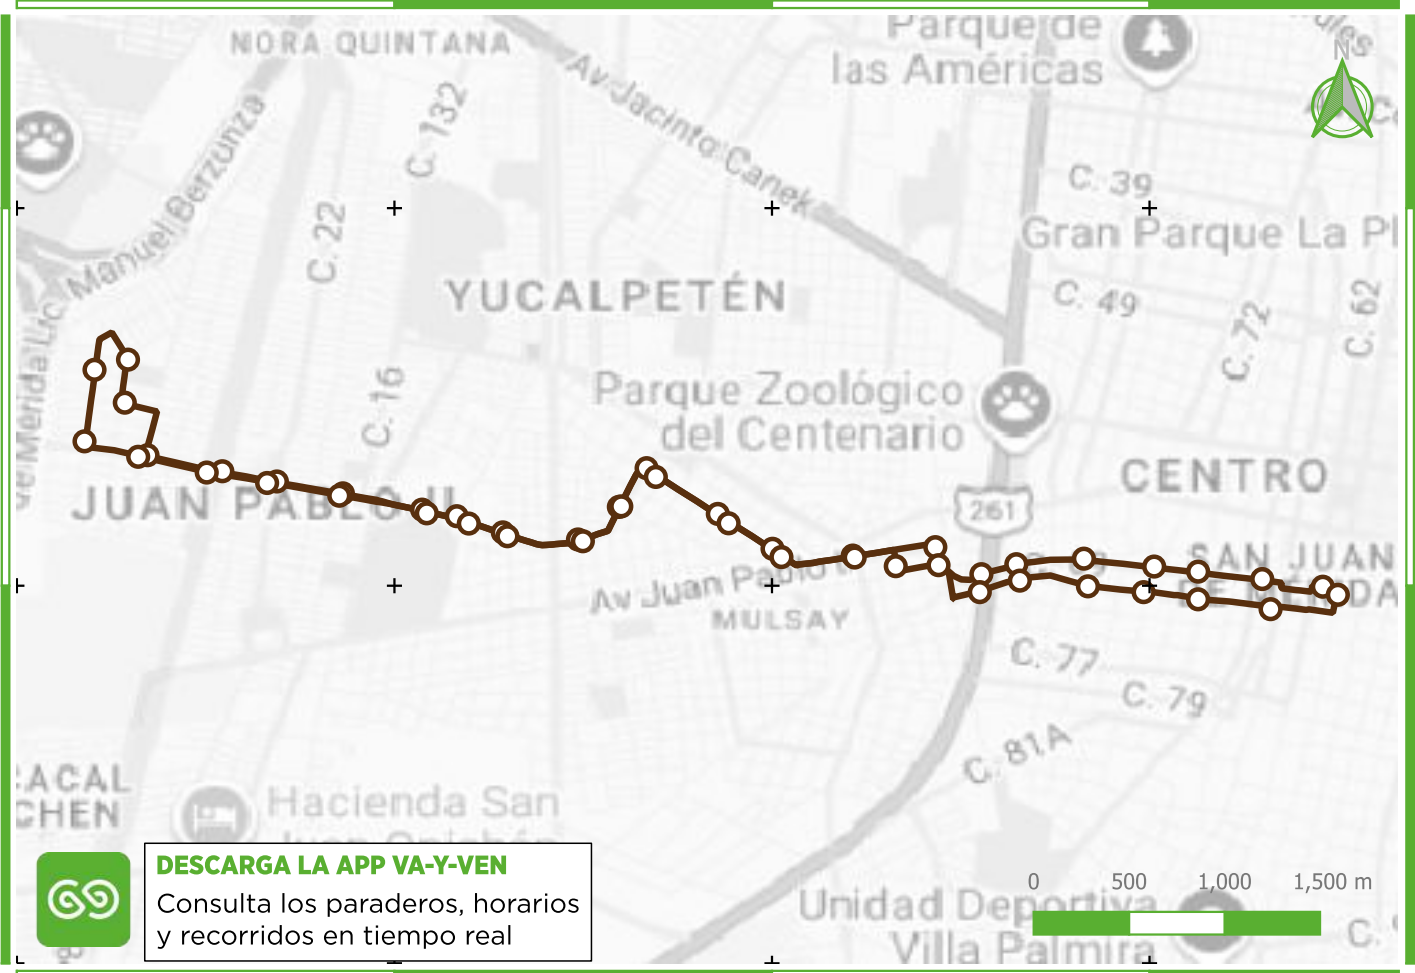 NORA QUINTANA
Parque de
las Américas
N
Av Jacinto Canek
C. 132
C. 39
Gran Parque La Pl
C. 22
Manuel Berzunza
YUCALPETÉN
C. 49
C. 72
C. 62
C. 16
Parque Zoológico
del Centenario
CENTRO
JUAN PABLO II
261
SAN JUAN
Av Juan Pablo
MULSAY
C. 77
C. 79
C. 81A
CACAL
CHEN
Hacienda San
DESCARGA LA APP VA-Y-VEN
Consulta los paraderos, horarios
y recorridos en tiempo real
Unidad Deportiva
Villa Palmira
0 500 1,000 1,500 m